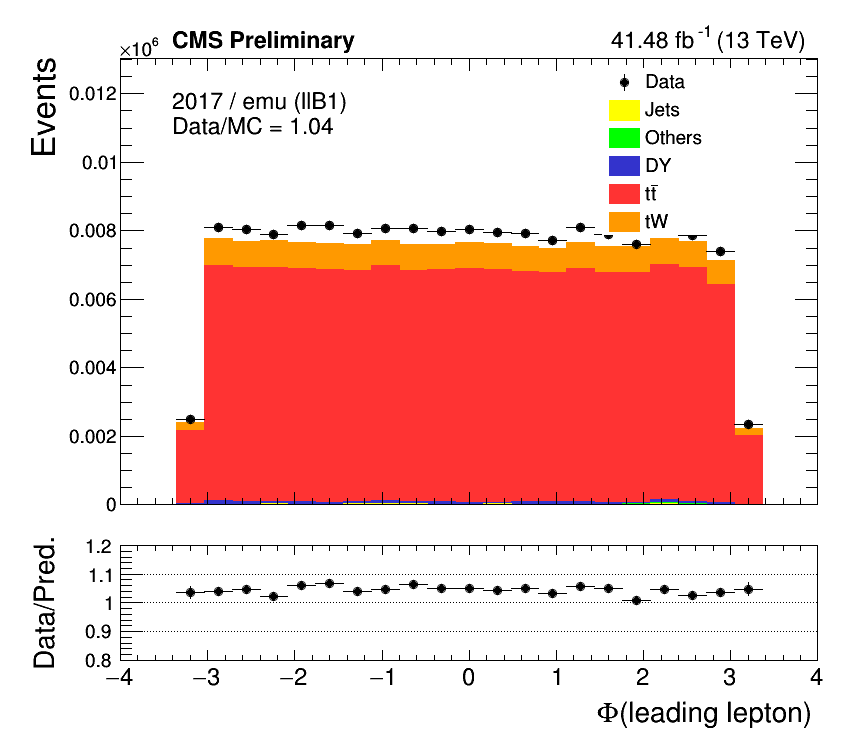 ×10⁶ CMS Preliminary 41.48 fb⁻¹ (13 TeV)
Events
2017 / emu (llB1)
Data/MC = 1.04
Data
Jets
Others
DY
tt̄
tW
0.012
0.01
0.008
0.006
0.004
0.002
0
Data/Pred.
1.2
1.1
1
0.9
0.8
−4 −3 −2 −1 0 1 2 3 4
Φ(leading lepton)